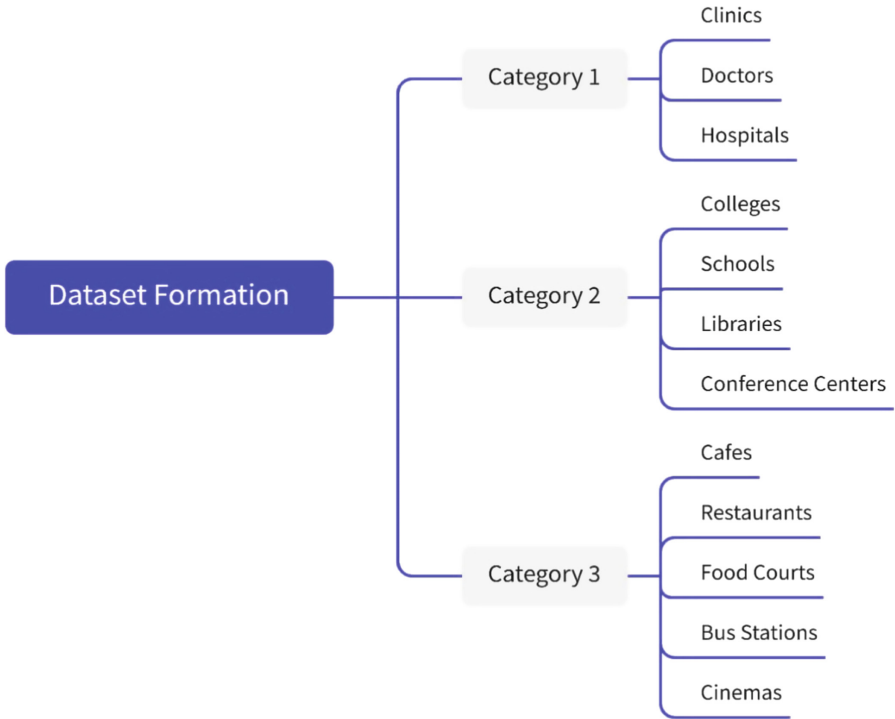 Dataset Formation
Category 1
Clinics
Doctors
Hospitals
Category 2
Colleges
Schools
Libraries
Conference Centers
Category 3
Cafes
Restaurants
Food Courts
Bus Stations
Cinemas